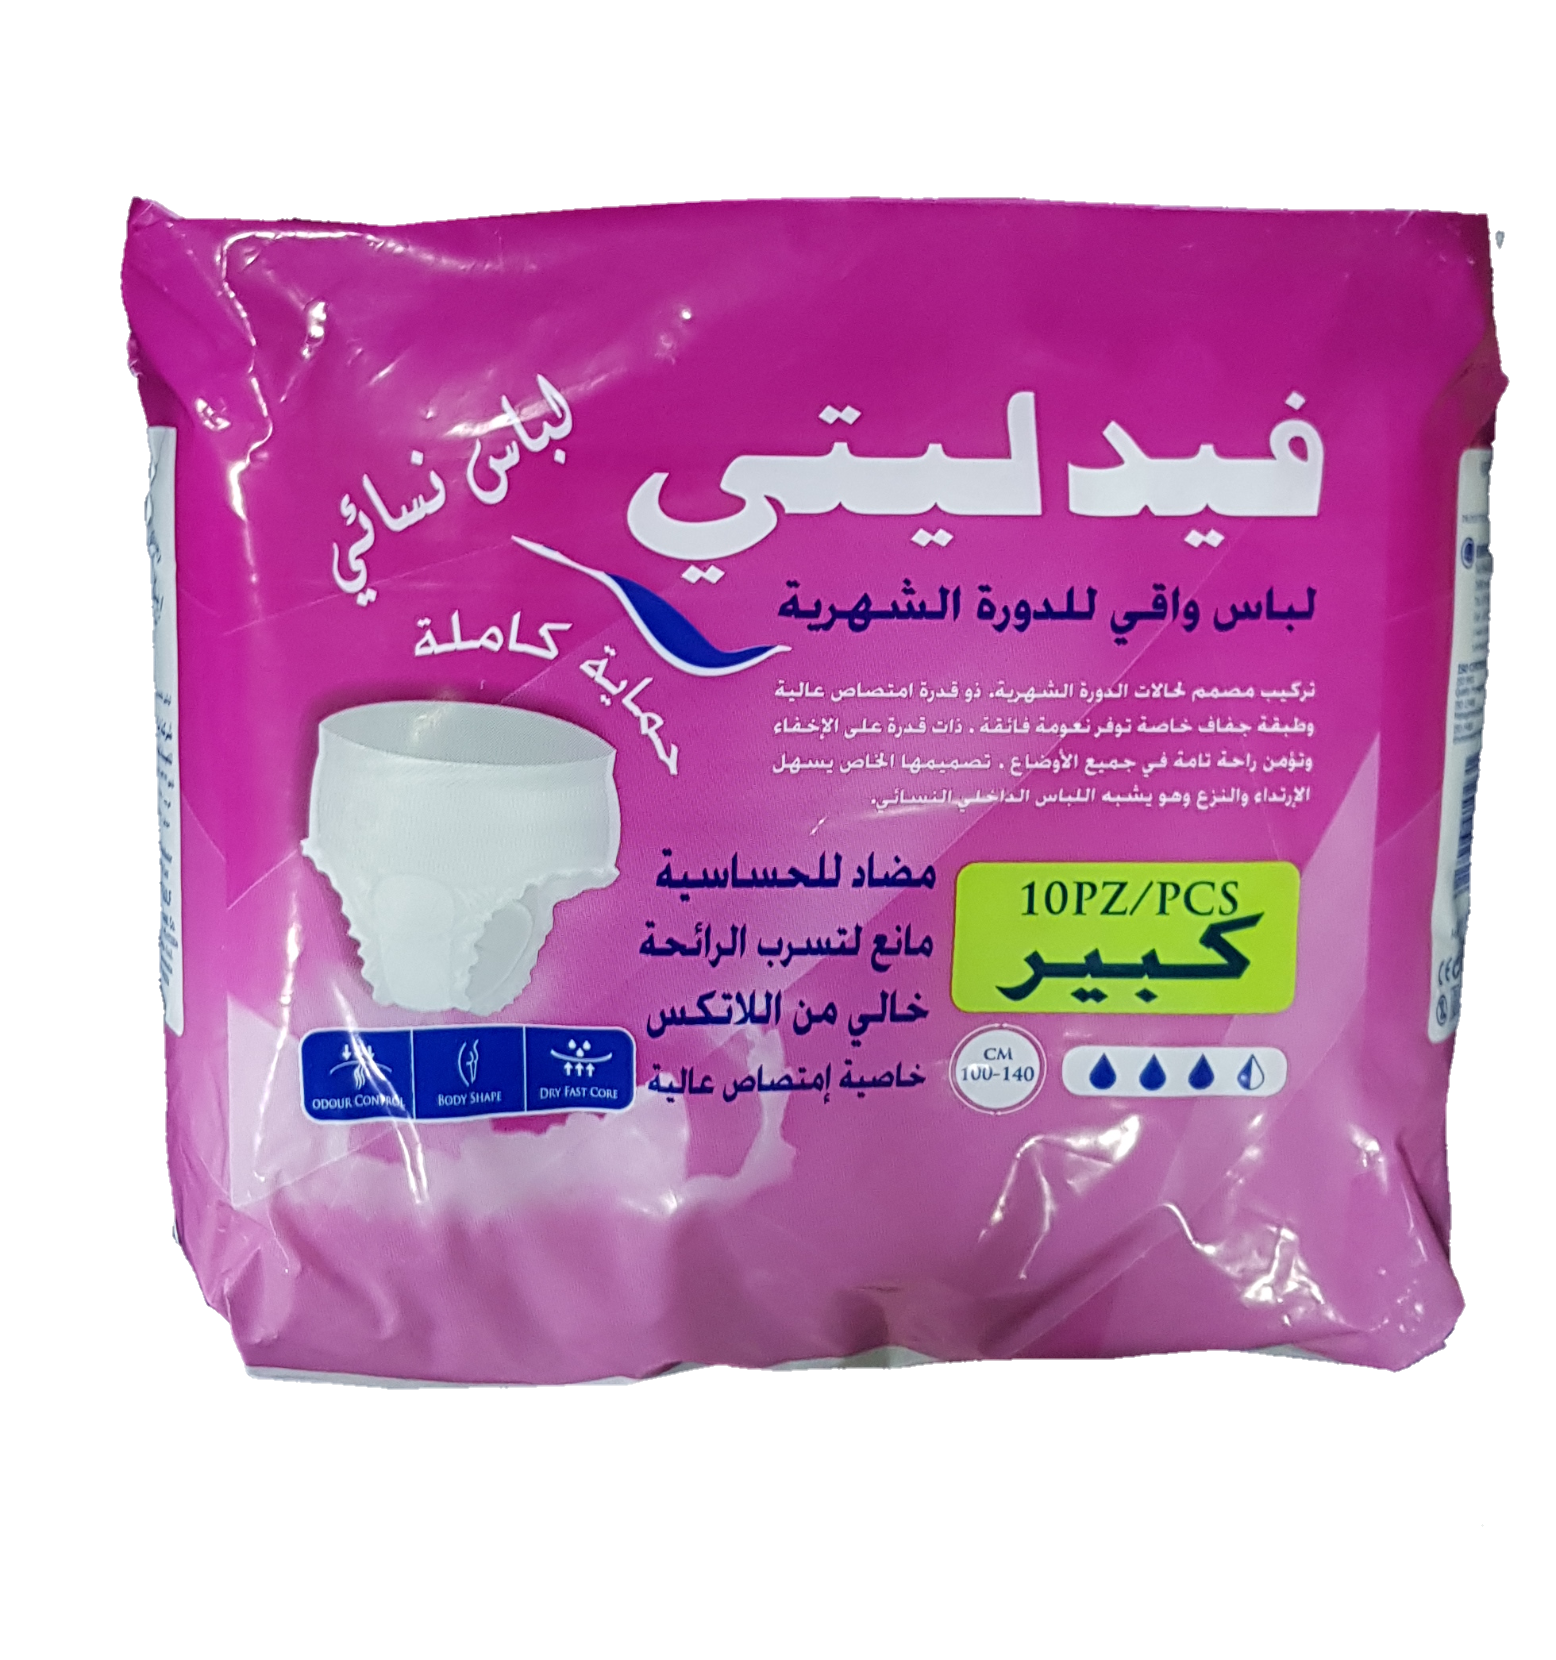 فيدليتي
لباس نسائي
حماية كاملة
لباس واقي للدورة الشهرية
تركيب مصمم لحالات الدورة الشهرية. ذو قدرة امتصاص عالية
وطبقة جفاف خاصة توفر نعومة فائقة . ذات قدرة على الإخفاء
وتؤمن راحة تامة في جميع الأوضاع . تصميمها الخاص يسهل
الإرتداء والنزع وهو يشبه اللباس الداخلي النسائي.
مضاد للحساسية
مانع لتسرب الرائحة
خالي من اللاتكس
خاصية إمتصاص عالية
10PZ/PCS
كبير
CM
100-140
ODOUR CONTROL
BODY SHAPE
DRY FAST CORE